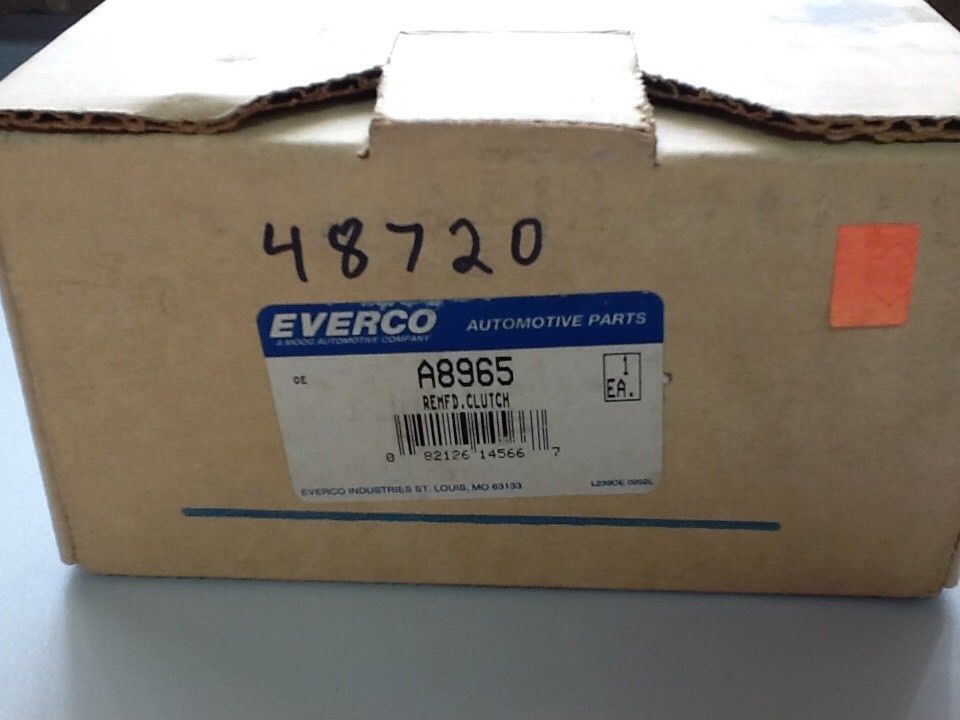 48720
EVERCO AUTOMOTIVE PARTS
A MOOG AUTOMOTIVE COMPANY
OE A8965 1
REMFD.CLUTCH EA.
0 82126 14566 7
EVERCO INDUSTRIES ST. LOUIS, MO 63133